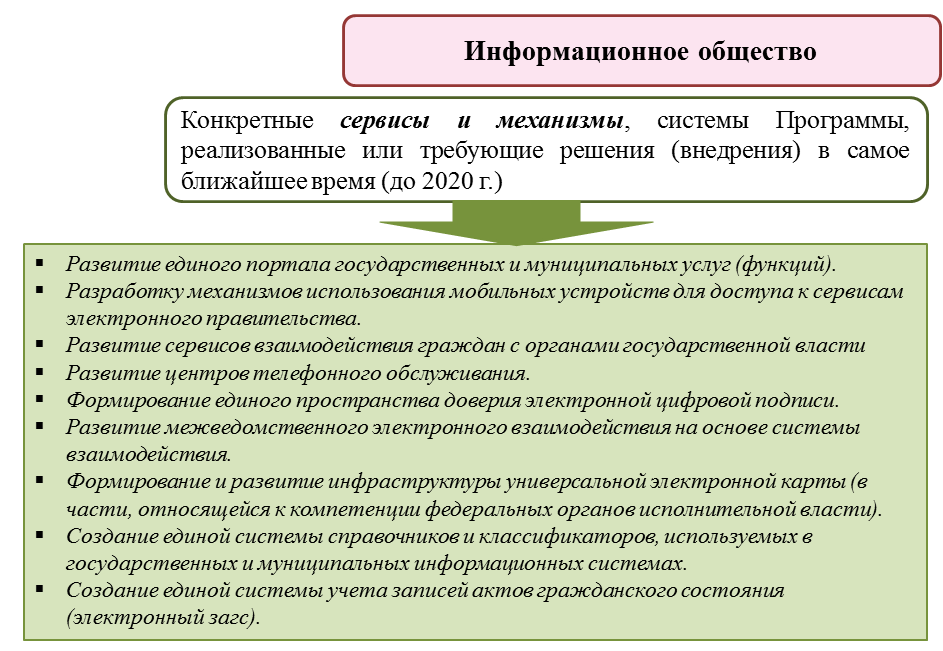 Информационное общество
Конкретные сервисы и механизмы, системы Программы,
реализованные или требующие решения (внедрения) в самое
ближайшее время (до 2020 г.)
▪ Развитие единого портала государственных и муниципальных услуг (функций).
▪ Разработку механизмов использования мобильных устройств для доступа к сервисам
электронного правительства.
▪ Развитие сервисов взаимодействия граждан с органами государственной власти
▪ Развитие центров телефонного обслуживания.
▪ Формирование единого пространства доверия электронной цифровой подписи.
▪ Развитие межведомственного электронного взаимодействия на основе системы
взаимодействия.
▪ Формирование и развитие инфраструктуры универсальной электронной карты (в
части, относящейся к компетенции федеральных органов исполнительной власти).
▪ Создание единой системы справочников и классификаторов, используемых в
государственных и муниципальных информационных системах.
▪ Создание единой системы учета записей актов гражданского состояния
(электронный загс).